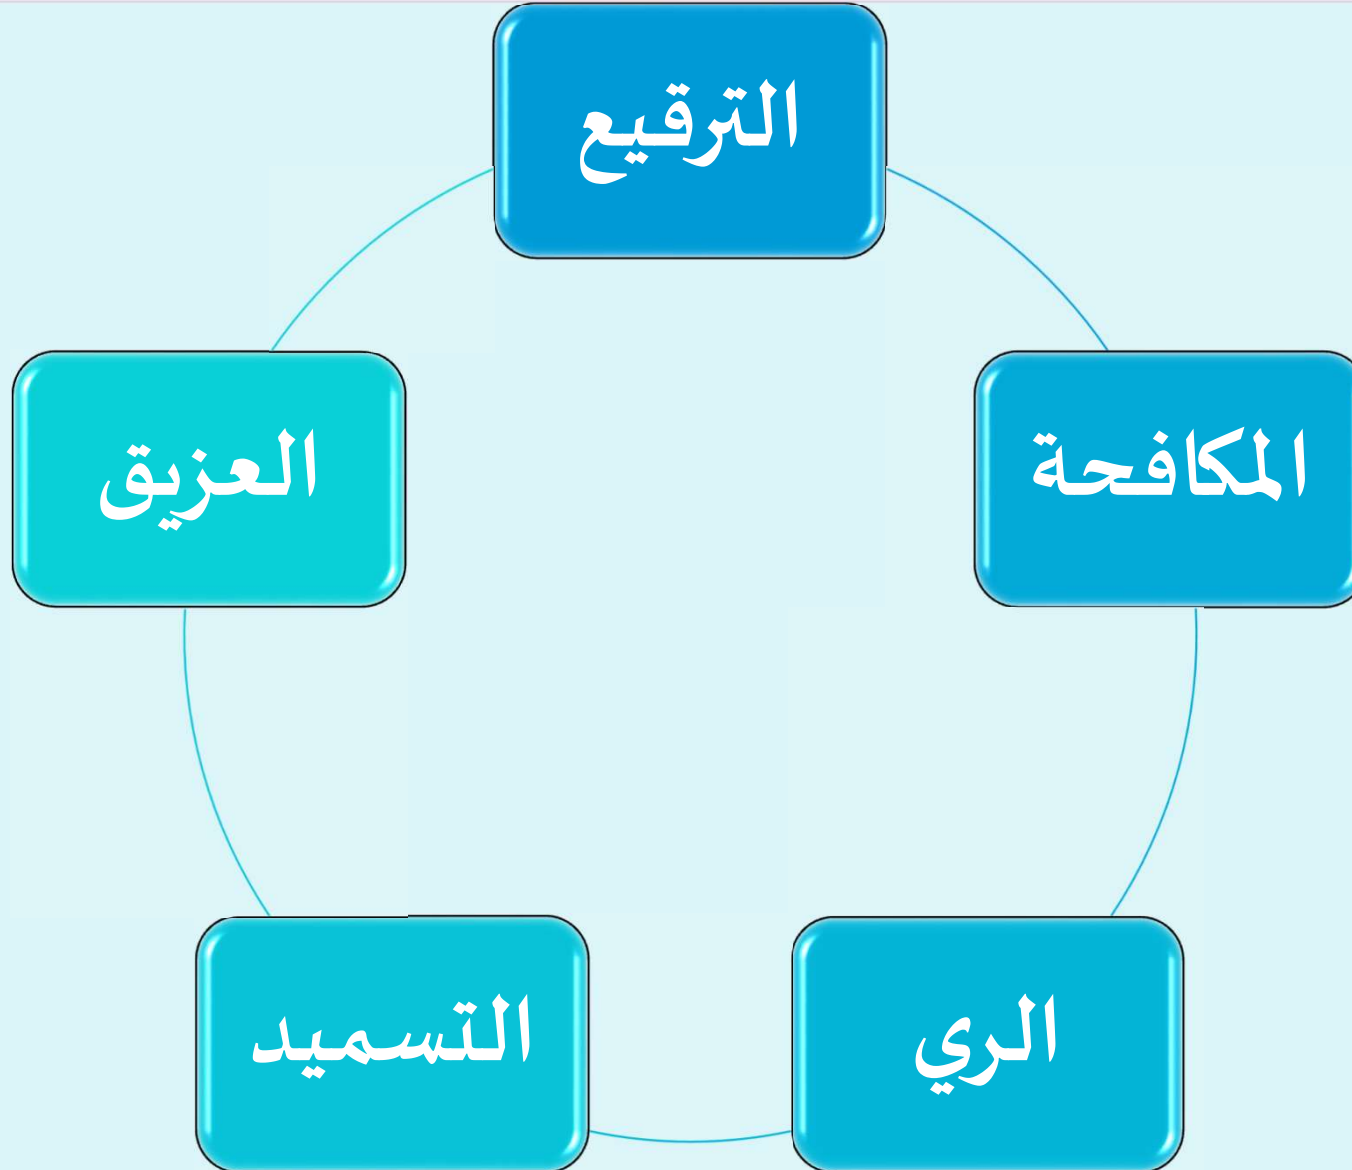 الترقيع
المكافحة
العزيق
الري
التسميد